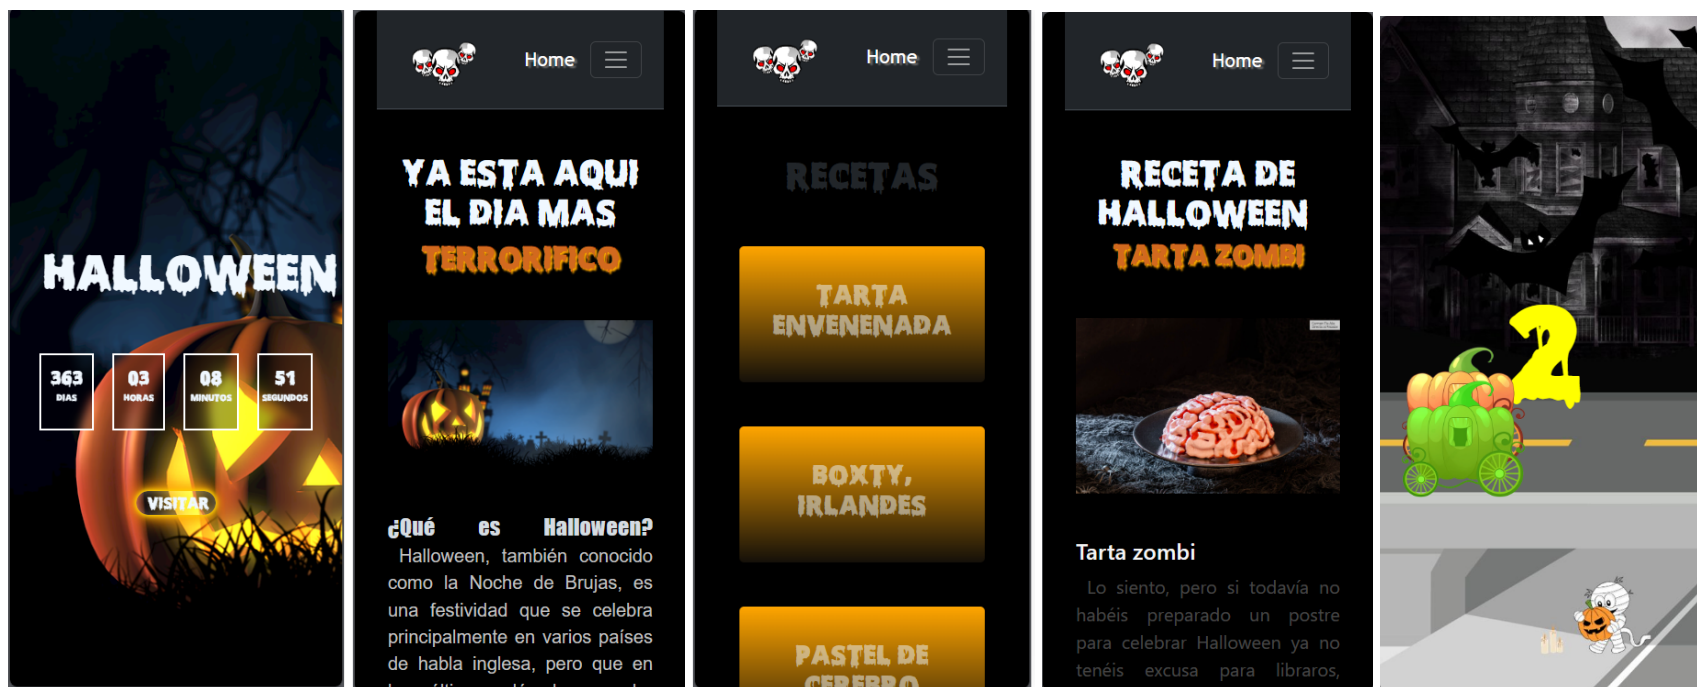 HALLOWEEN
363
DIAS
03
HORAS
08
MINUTOS
51
SEGUNDOS
VISITAR
Home
YA ESTA AQUI
EL DIA MAS
TERRORIFICO
¿Qué es Halloween?
Halloween, también conocido
como la Noche de Brujas, es
una festividad que se celebra
principalmente en varios países
de habla inglesa, pero que en
Home
RECETAS
TARTA
ENVENENADA
BOXTY,
IRLANDES
PASTEL DE
CEREBRO
Home
RECETA DE
HALLOWEEN
TARTA ZOMBI
Tarta zombi
Lo siento, pero si todavía no
habéis preparado un postre
para celebrar Halloween ya no
tenéis excusa para libraros,
2